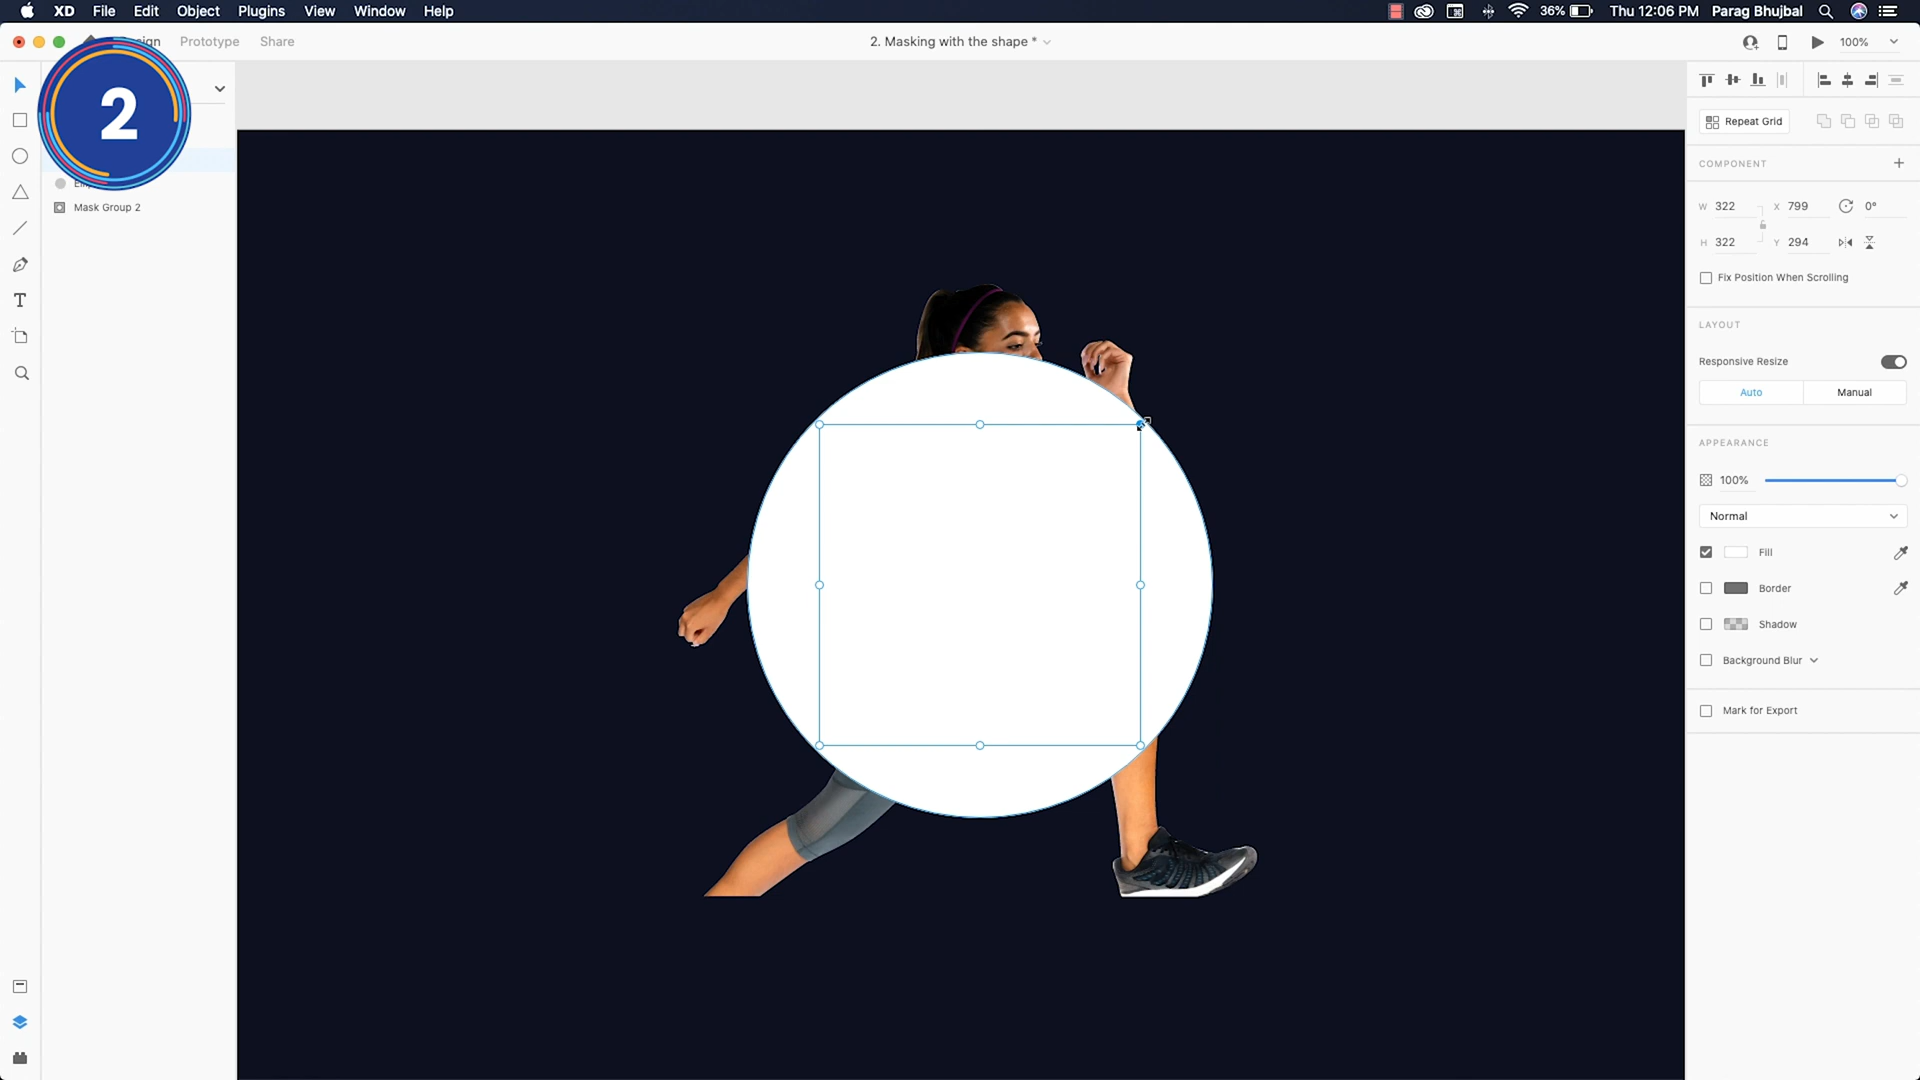 XD File Edit Object Plugins View Window Help
36% Thu 12:06 PM Parag Bhujbal
Prototype Share
2. Masking with the shape *
100%
2
Repeat Grid
COMPONENT
W 322 X 799 0°
H 322 Y 294
Mask Group 2
Fix Position When Scrolling
LAYOUT
Responsive Resize
Auto Manual
APPEARANCE
100%
Normal
Fill
Border
Shadow
Background Blur
Mark for Export
T